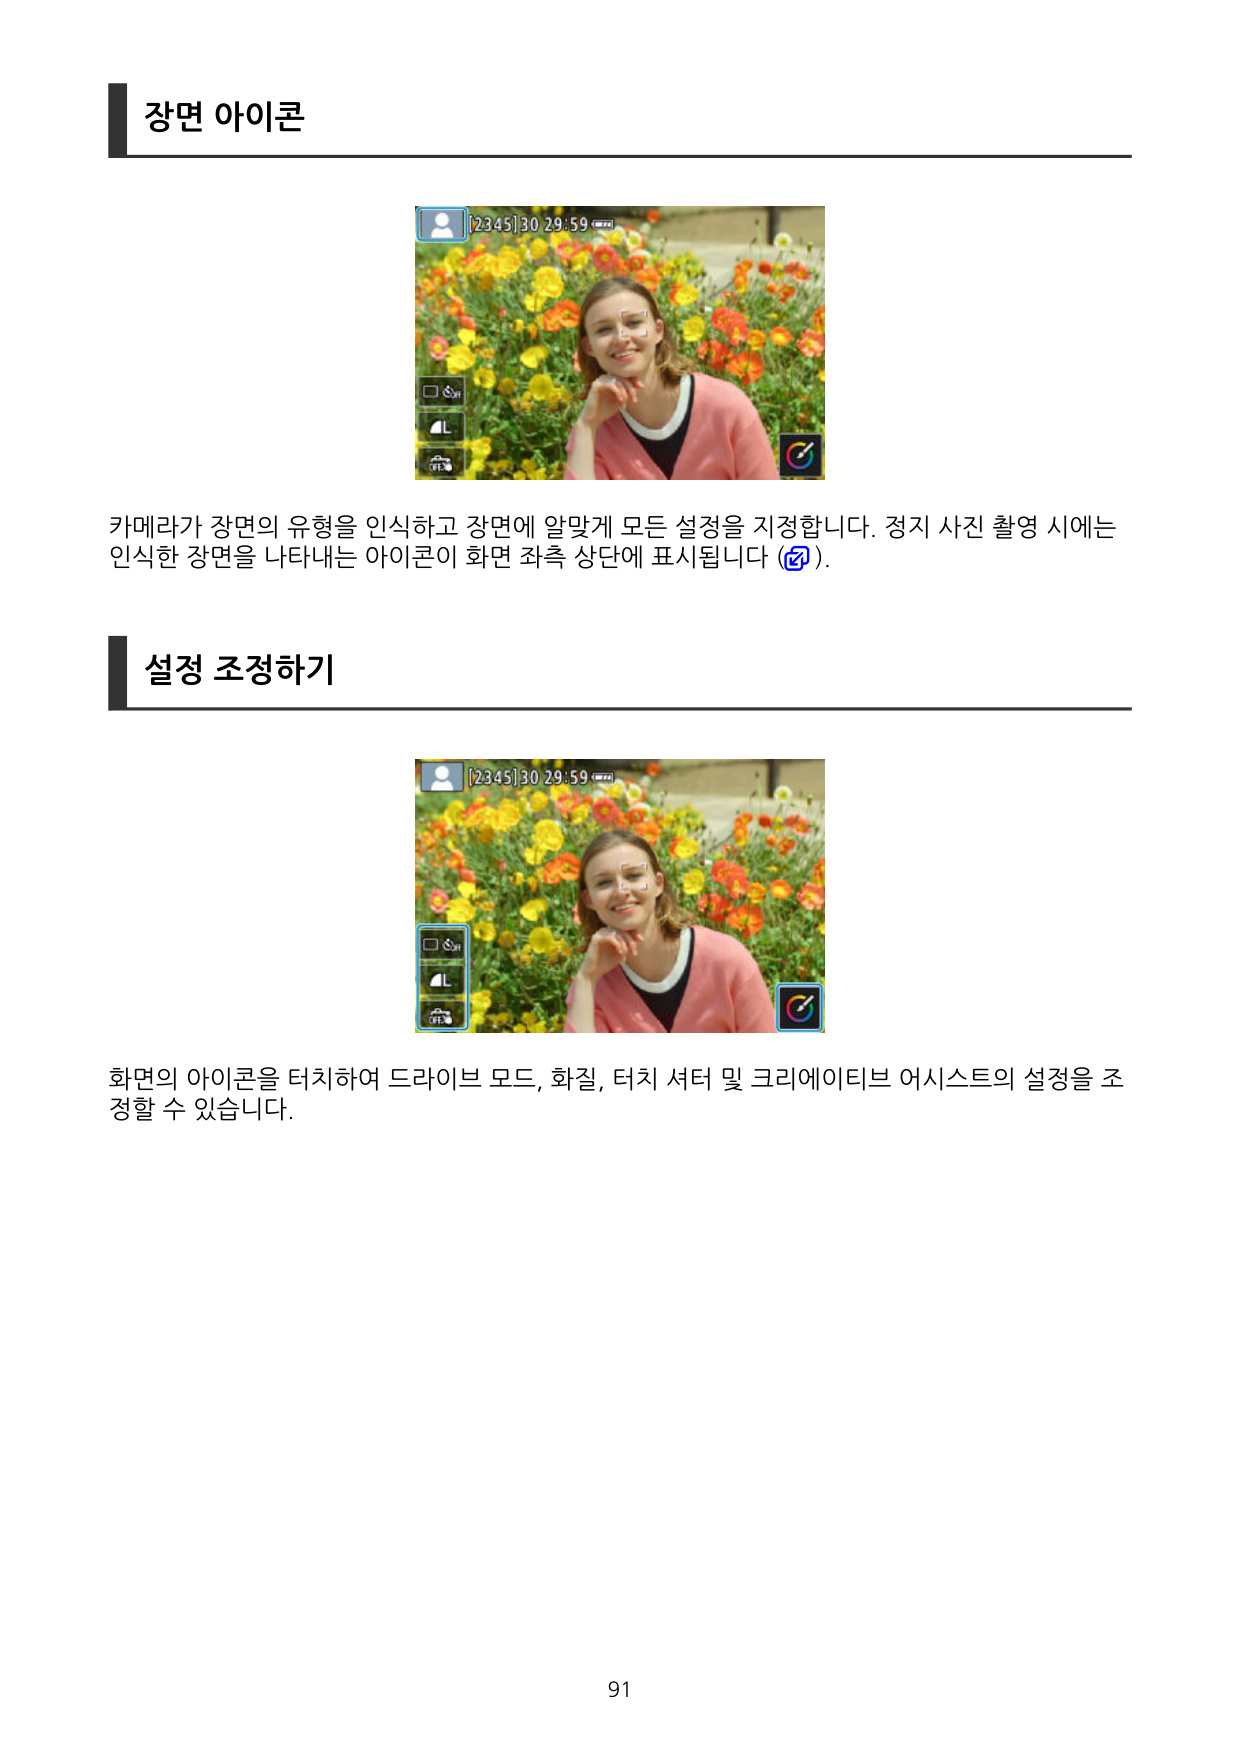 장면 아이콘
[2345]30 29:59
L
OFF
카메라가 장면의 유형을 인식하고 장면에 알맞게 모든 설정을 지정합니다. 정지 사진 촬영 시에는
인식한 장면을 나타내는 아이콘이 화면 좌측 상단에 표시됩니다 ( ).
설정 조정하기
[2345]30 29:59
L
OFF
화면의 아이콘을 터치하여 드라이브 모드, 화질, 터치 셔터 및 크리에이티브 어시스트의 설정을 조
정할 수 있습니다.
91